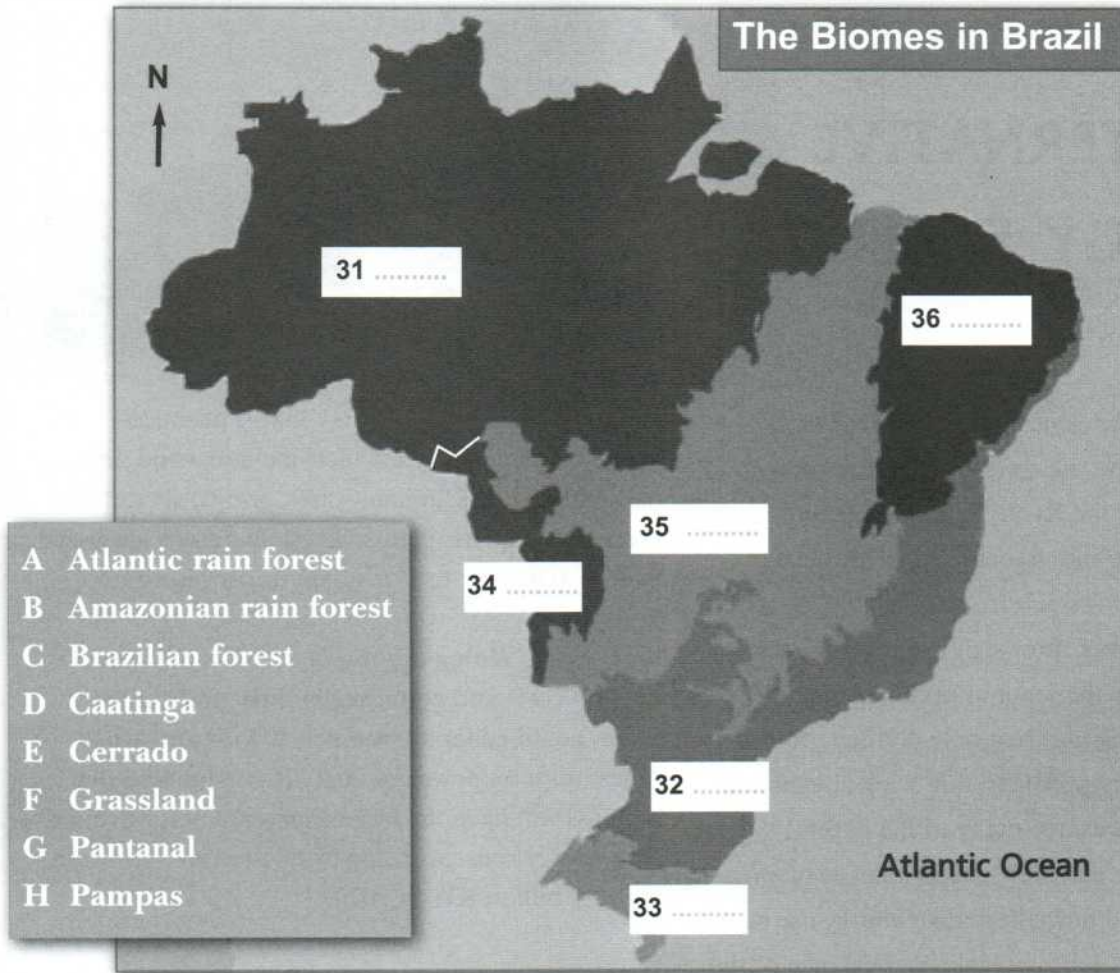 The Biomes in Brazil
N
31 ..........
36 ..........
35 ..........
34 ..........
A Atlantic rain forest
B Amazonian rain forest
C Brazilian forest
D Caatinga
E Cerrado
F Grassland
G Pantanal
H Pampas
32 ..........
Atlantic Ocean
33 ..........